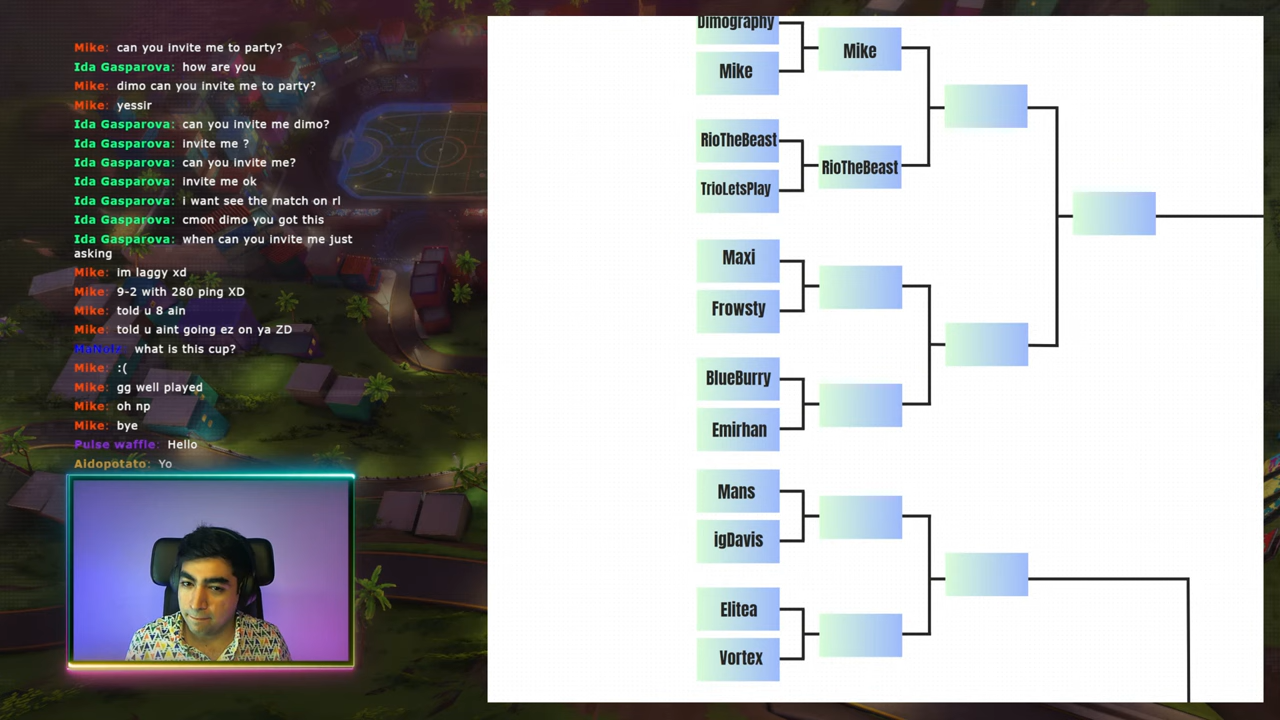 Mike: can you invite me to party?
Ida Gasparova: how are you
Mike: dimo can you invite me to party?
Mike: yessir
Ida Gasparova: can you invite me dimo?
Ida Gasparova: invite me ?
Ida Gasparova: can you invite me?
Ida Gasparova: invite me ok
Ida Gasparova: i want see the match on rl
Ida Gasparova: cmon dimo you got this
Ida Gasparova: when can you invite me just
asking
Mike: im laggy xd
Mike: 9-2 with 280 ping XD
Mike: told u 8 ain
Mike: told u aint going ez on ya ZD
what is this cup?
Mike: :(
Mike: gg well played
Mike: oh np
Mike: bye
Pulse waffle: Hello
Aidopotato: Yo
Dimography
Mike
Mike
RioTheBeast
TrioLetsPlay
RioTheBeast
Maxi
Frowsty
BlueBurry
Emirhan
Mans
igDavis
Elitea
Vortex